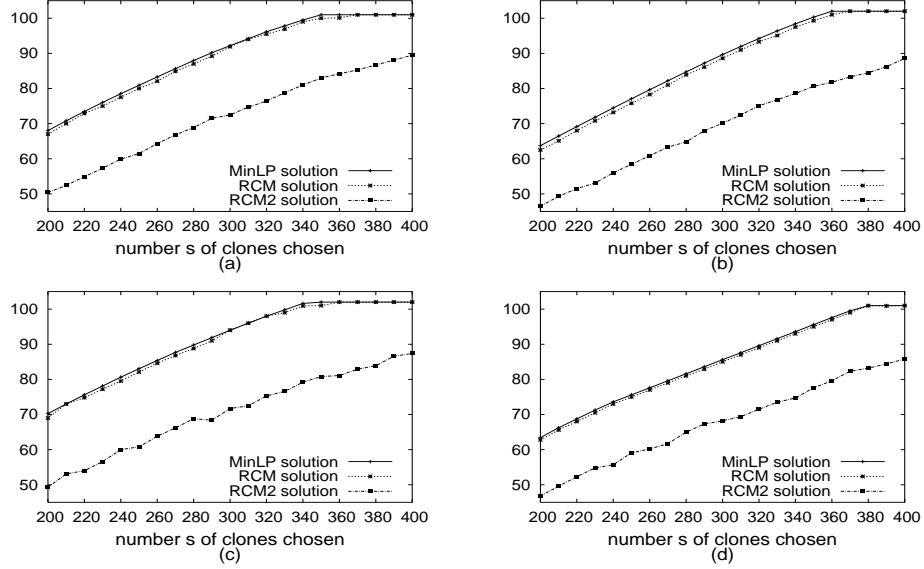 100
90
80
70
60
50
MinLP solution
RCM solution
RCM2 solution
200 220 240 260 280 300 320 340 360 380 400
number s of clones chosen
(a)
100
90
80
70
60
50
MinLP solution
RCM solution
RCM2 solution
200 220 240 260 280 300 320 340 360 380 400
number s of clones chosen
(b)
100
90
80
70
60
50
MinLP solution
RCM solution
RCM2 solution
200 220 240 260 280 300 320 340 360 380 400
number s of clones chosen
(c)
100
90
80
70
60
50
MinLP solution
RCM solution
RCM2 solution
200 220 240 260 280 300 320 340 360 380 400
number s of clones chosen
(d)